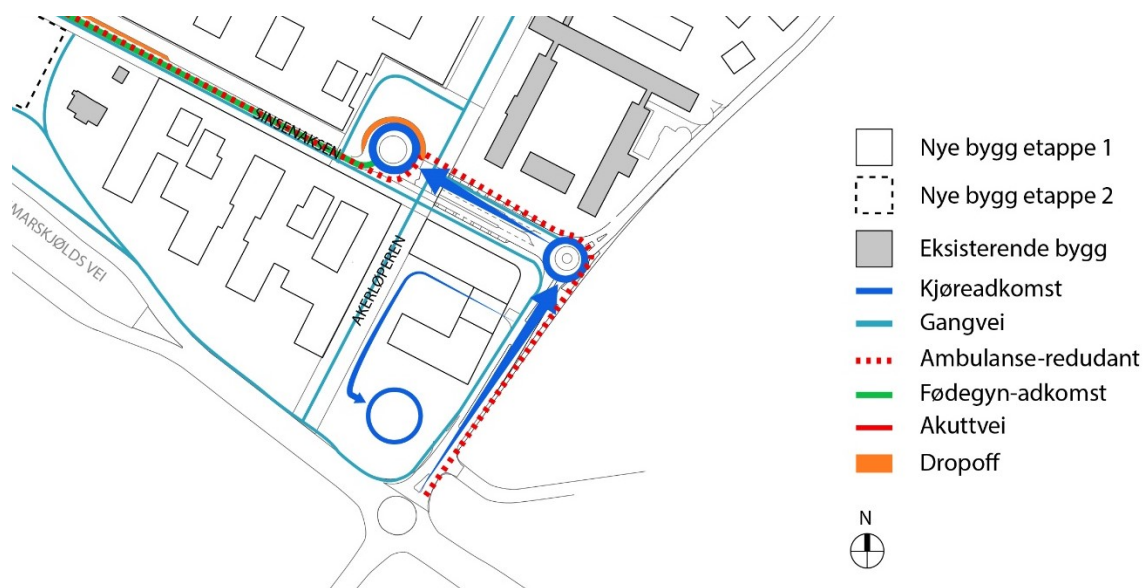 SINSENAKSEN
AKERLØPEREN
MARSKJØLDS VEI
Nye bygg etappe 1
Nye bygg etappe 2
Eksisterende bygg
Kjøreadkomst
Gangvei
Ambulanse-redudant
Fødegyn-adkomst
Akuttvei
Dropoff
N